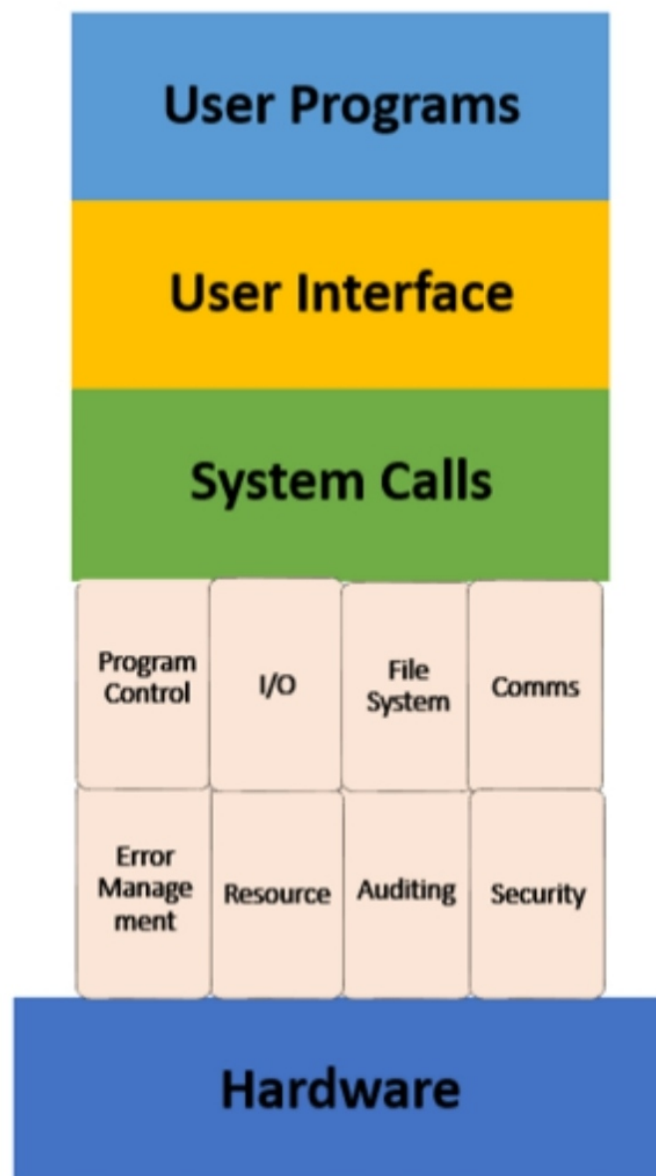 User Programs
User Interface
System Calls
Program
Control
I/O
File
System
Comms
Error
Manage
ment
Resource
Auditing
Security
Hardware